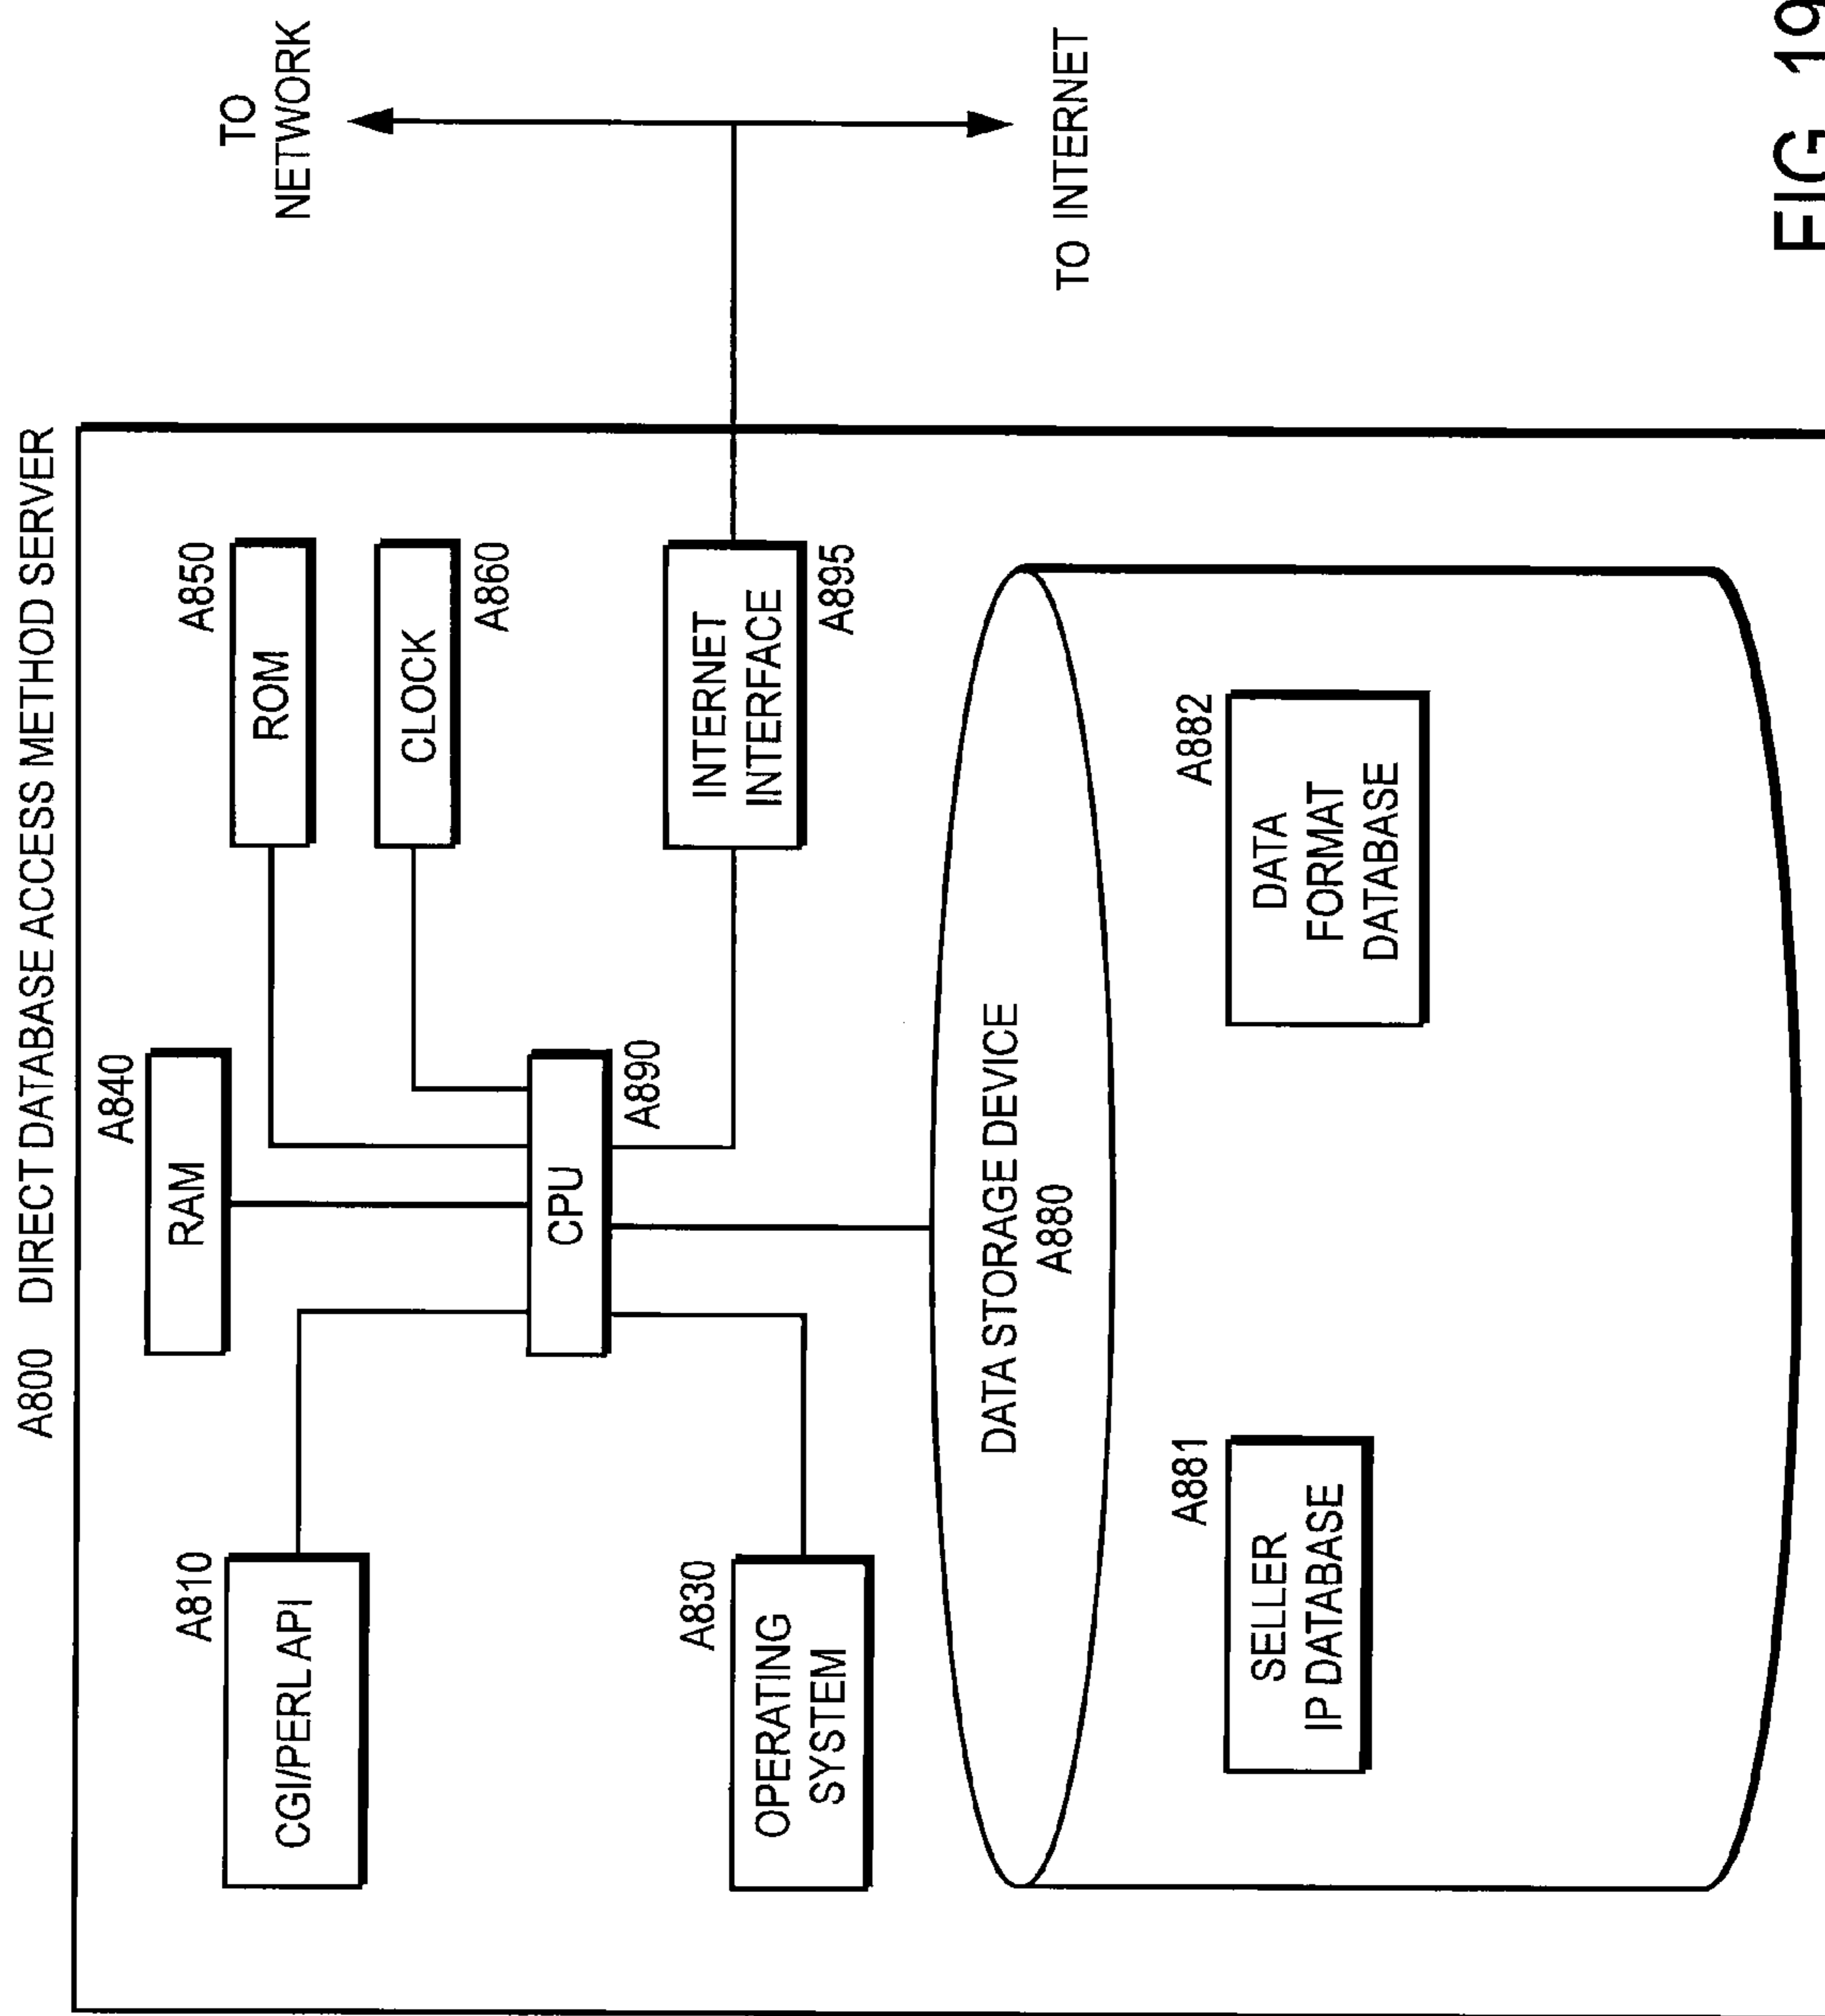 A800 DIRECT DATABASE ACCESS METHOD SERVER
A810
CGI/PERL API
A840
RAM
A850
ROM
CLOCK
A860
TO
NETWORK
CPU
A890
A830
OPERATING
SYSTEM
INTERNET
INTERFACE
A895
DATA STORAGE DEVICE
A880
TO INTERNET
A881
SELLER
IP DATABASE
A882
DATA
FORMAT
DATABASE
FIG. 19